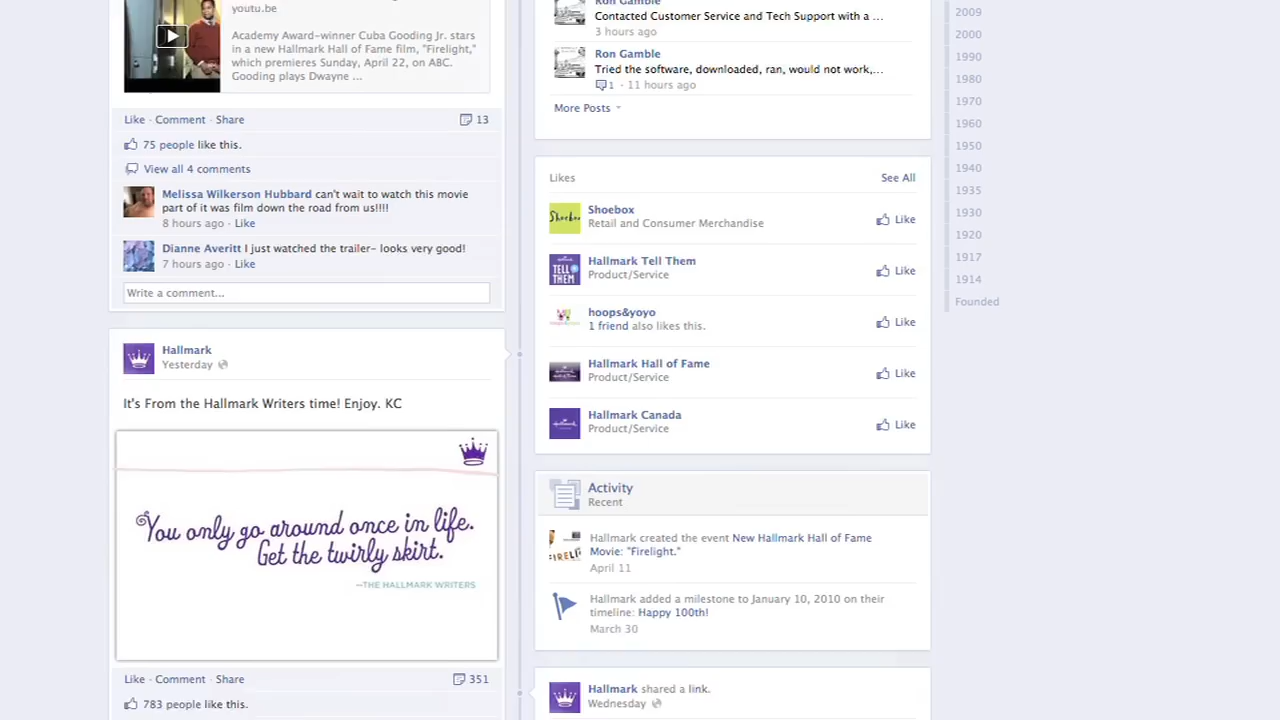 youtu.be
Academy Award-winner Cuba Gooding Jr. stars
in a new Hallmark Hall of Fame film, "Firelight,"
which premieres Sunday, April 22, on ABC.
Gooding plays Dwayne ...
Like · Comment · Share
13
75 people like this.
View all 4 comments
Melissa Wilkerson Hubbard can't wait to watch this movie
part of it was film down the road from us!!!!
8 hours ago · Like
Dianne Averitt I just watched the trailer- looks very good!
7 hours ago · Like
Write a comment...
Hallmark
Yesterday
It's From the Hallmark Writers time! Enjoy. KC
You only go around once in life.
Get the twirly skirt.
--THE HALLMARK WRITERS
Like · Comment · Share
351
783 people like this.
Ron Gamble
Contacted Customer Service and Tech Support with a ...
3 hours ago
Ron Gamble
Tried the software, downloaded, ran, would not work,...
1 · 11 hours ago
More Posts
Likes
See All
Shoebox
Shoebox
Retail and Consumer Merchandise
Like
TELL
THEM
Hallmark Tell Them
Product/Service
Like
hoops&yoyo
1 friend also likes this.
Like
Hallmark Hall of Fame
Product/Service
Like
Hallmark Canada
Product/Service
Like
Activity
Recent
Hallmark created the event New Hallmark Hall of Fame
Movie: "Firelight."
April 11
Hallmark added a milestone to January 10, 2010 on their
timeline: Happy 100th!
March 30
Hallmark shared a link.
Wednesday
2009
2000
1990
1980
1970
1960
1950
1940
1935
1930
1920
1917
1914
Founded